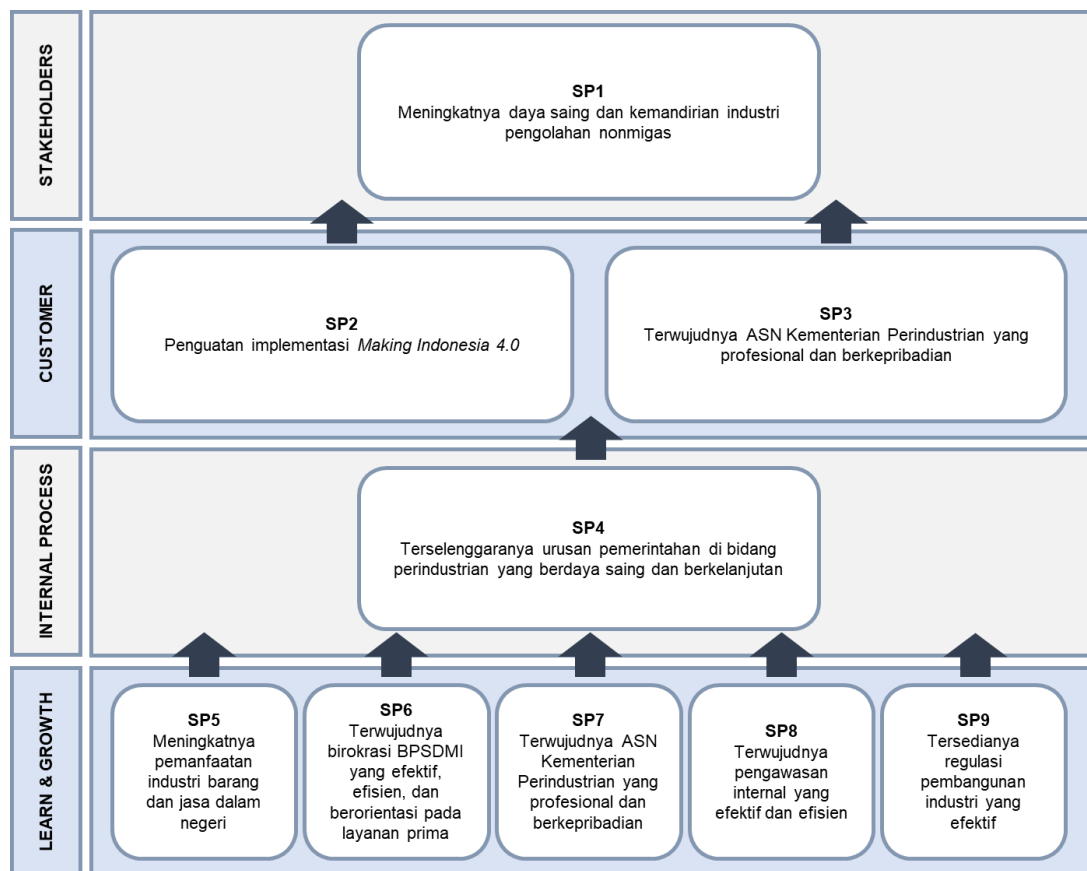 STAKEHOLDERS
SP1
Meningkatnya daya saing dan kemandirian industri
pengolahan nonmigas
CUSTOMER
SP2
Penguatan implementasi Making Indonesia 4.0
SP3
Terwujudnya ASN Kementerian Perindustrian yang
profesional dan berkepribadian
INTERNAL PROCESS
SP4
Terselenggaranya urusan pemerintahan di bidang
perindustrian yang berdaya saing dan berkelanjutan
LEARN & GROWTH
SP5
Meningkatnya
pemanfaatan
industri barang
dan jasa dalam
negeri
SP6
Terwujudnya
birokrasi BPSDMI
yang efektif,
efisien, dan
berorientasi pada
layanan prima
SP7
Terwujudnya ASN
Kementerian
Perindustrian yang
profesional dan
berkepribadian
SP8
Terwujudnya
pengawasan
internal yang
efektif dan efisien
SP9
Tersedianya
regulasi
pembangunan
industri yang
efektif